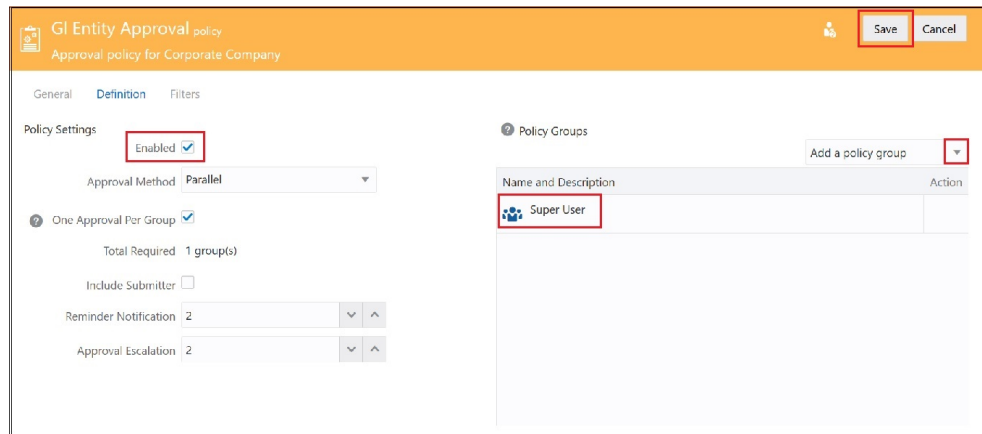 GI Entity Approval policy
Approval policy for Corporate Company
Save
Cancel
General
Definition
Filters
Policy Settings
Enabled
Approval Method Parallel
? One Approval Per Group
Total Required 1 group(s)
Include Submitter
Reminder Notification 2
Approval Escalation 2
? Policy Groups
Add a policy group
Name and Description
Action
Super User